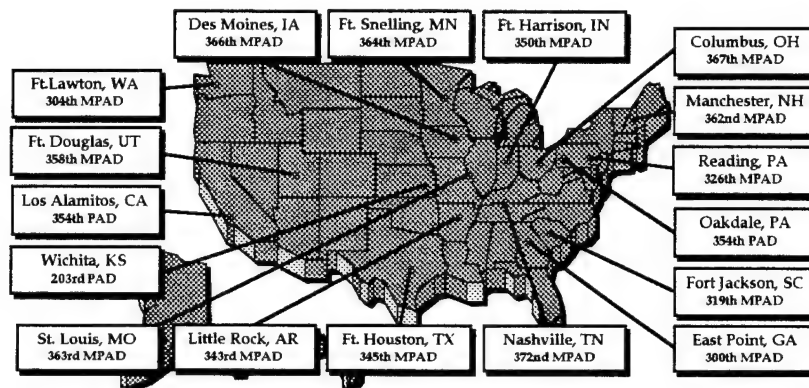 Des Moines, IA
366th MPAD
Ft. Snelling, MN
364th MPAD
Ft. Harrison, IN
350th MPAD
Columbus, OH
367th MPAD
Ft.Lawton, WA
304th MPAD
Manchester, NH
362nd MPAD
Ft. Douglas, UT
358th MPAD
Reading, PA
326th MPAD
Los Alamitos, CA
354th PAD
Oakdale, PA
354th PAD
Wichita, KS
203rd PAD
Fort Jackson, SC
319th MPAD
St. Louis, MO
363rd MPAD
Little Rock, AR
343rd MPAD
Ft. Houston, TX
345th MPAD
Nashville, TN
372nd MPAD
East Point, GA
300th MPAD